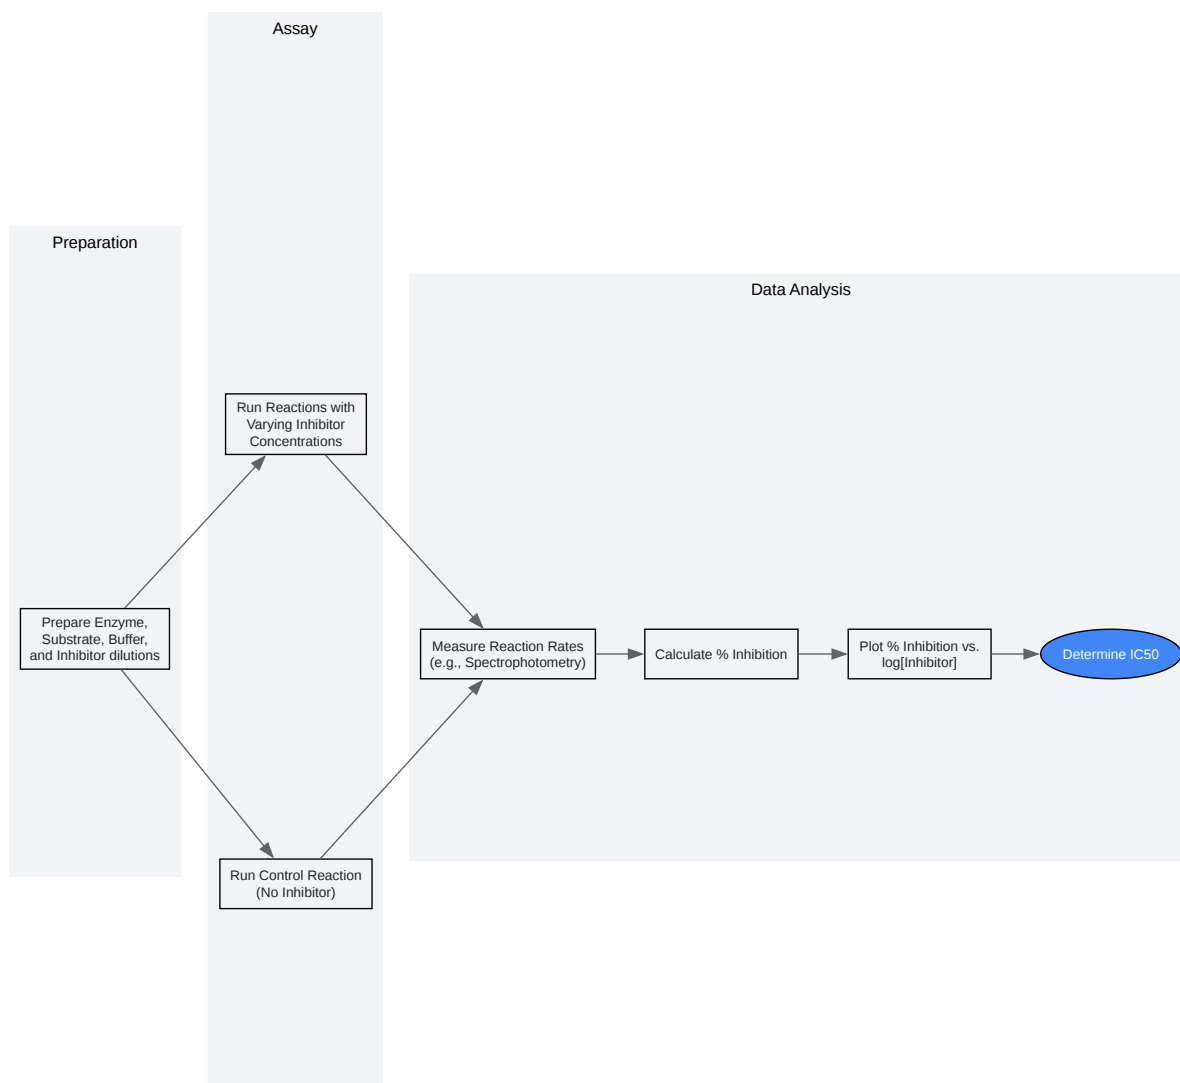 Preparation
Prepare Enzyme,
Substrate, Buffer,
and Inhibitor dilutions
Assay
Run Reactions with
Varying Inhibitor
Concentrations
Run Control Reaction
(No Inhibitor)
Data Analysis
Measure Reaction Rates
(e.g., Spectrophotometry)
Calculate % Inhibition
Plot % Inhibition vs.
log[Inhibitor]
Determine IC50